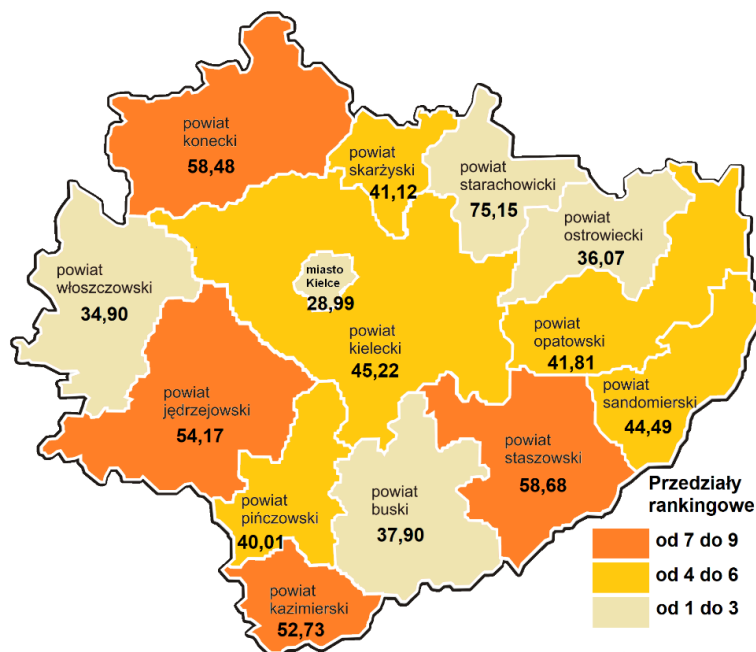 powiat
konecki
58,48
powiat
skarżyski
41,12
powiat
starachowicki
75,15
powiat
ostrowiecki
36,07
powiat
włoszczowski
34,90
miasto
Kielce
28,99
powiat
kielecki
45,22
powiat
opatowski
41,81
powiat
sandomierski
44,49
powiat
jędrzejowski
54,17
powiat
staszowski
58,68
powiat
pińczowski
40,01
powiat
buski
37,90
powiat
kazimierski
52,73
Przedziały
rankingowe
od 7 do 9
od 4 do 6
od 1 do 3